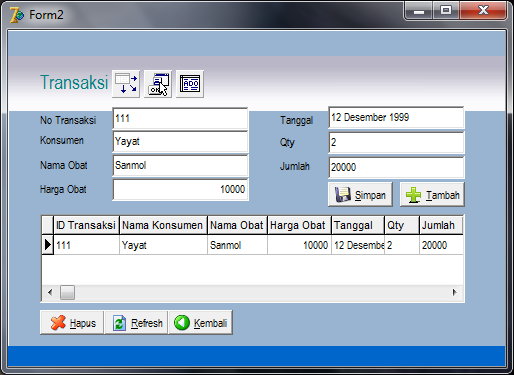 Form2
Transaksi
ADO
No Transaksi 111
Konsumen Yayat
Nama Obat Sanmol
Harga Obat 10000
Tanggal 12 Desember 1999
Qty 2
Jumlah 20000
Simpan Tambah
ID Transaksi Nama Konsumen Nama Obat Harga Obat Tanggal Qty Jumlah
111 Yayat Sanmol 10000 12 Desembe 2 20000
Hapus Refresh Kembali